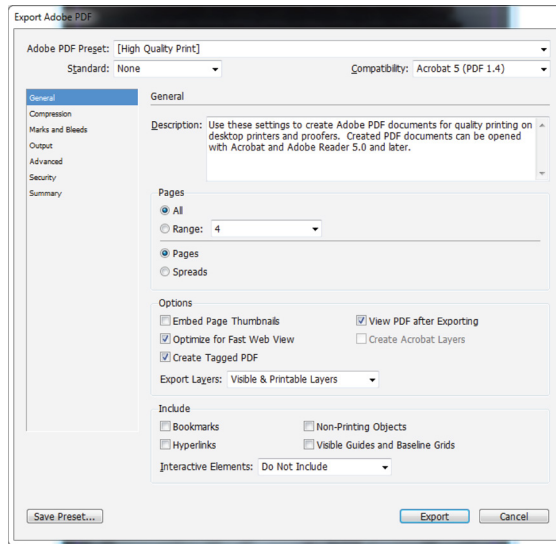 Export Adobe PDF
Adobe PDF Preset: [High Quality Print]
Standard: None
Compatibility: Acrobat 5 (PDF 1.4)
General
Compression
Marks and Bleeds
Output
Advanced
Security
Summary
General
Description: Use these settings to create Adobe PDF documents for quality printing on
desktop printers and proofers. Created PDF documents can be opened
with Acrobat and Adobe Reader 5.0 and later.
Pages
All
Range: 4
Pages
Spreads
Options
Embed Page Thumbnails
View PDF after Exporting
Optimize for Fast Web View
Create Acrobat Layers
Create Tagged PDF
Export Layers: Visible & Printable Layers
Include
Bookmarks
Non-Printing Objects
Hyperlinks
Visible Guides and Baseline Grids
Interactive Elements: Do Not Include
Save Preset...
Export
Cancel